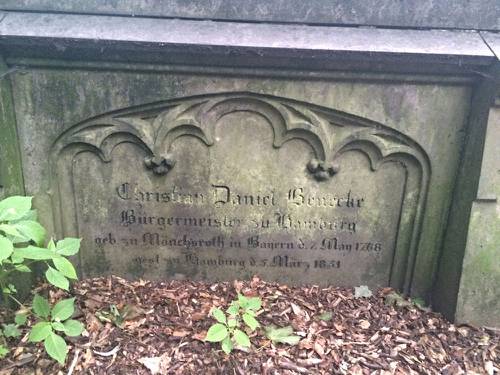 Christian Daniel Benecke
Bürgermeister zu Hamburg
geb zu Mönchsroth in Bayern d. 2 May 1768
gest zu Hamburg d. 5 März 1851